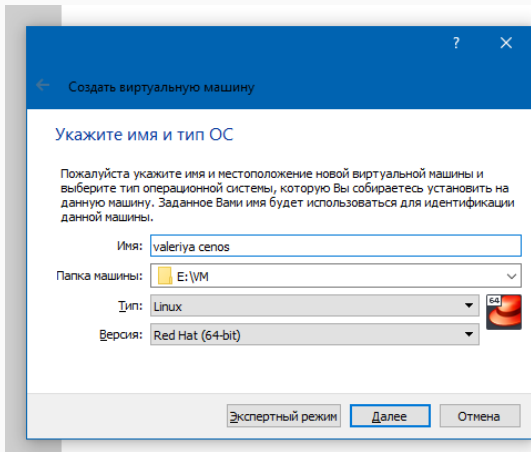 ?
Создать виртуальную машину
Укажите имя и тип ОС
Пожалуйста укажите имя и местоположение новой виртуальной машины и
выберите тип операционной системы, которую Вы собираетесь установить на
данную машину. Заданное Вами имя будет использоваться для идентификации
данной машины.
Имя: valeriya cenos
Папка машины: E:\VM
Тип: Linux
64
Версия: Red Hat (64-bit)
Экспертный режим Далее Отмена